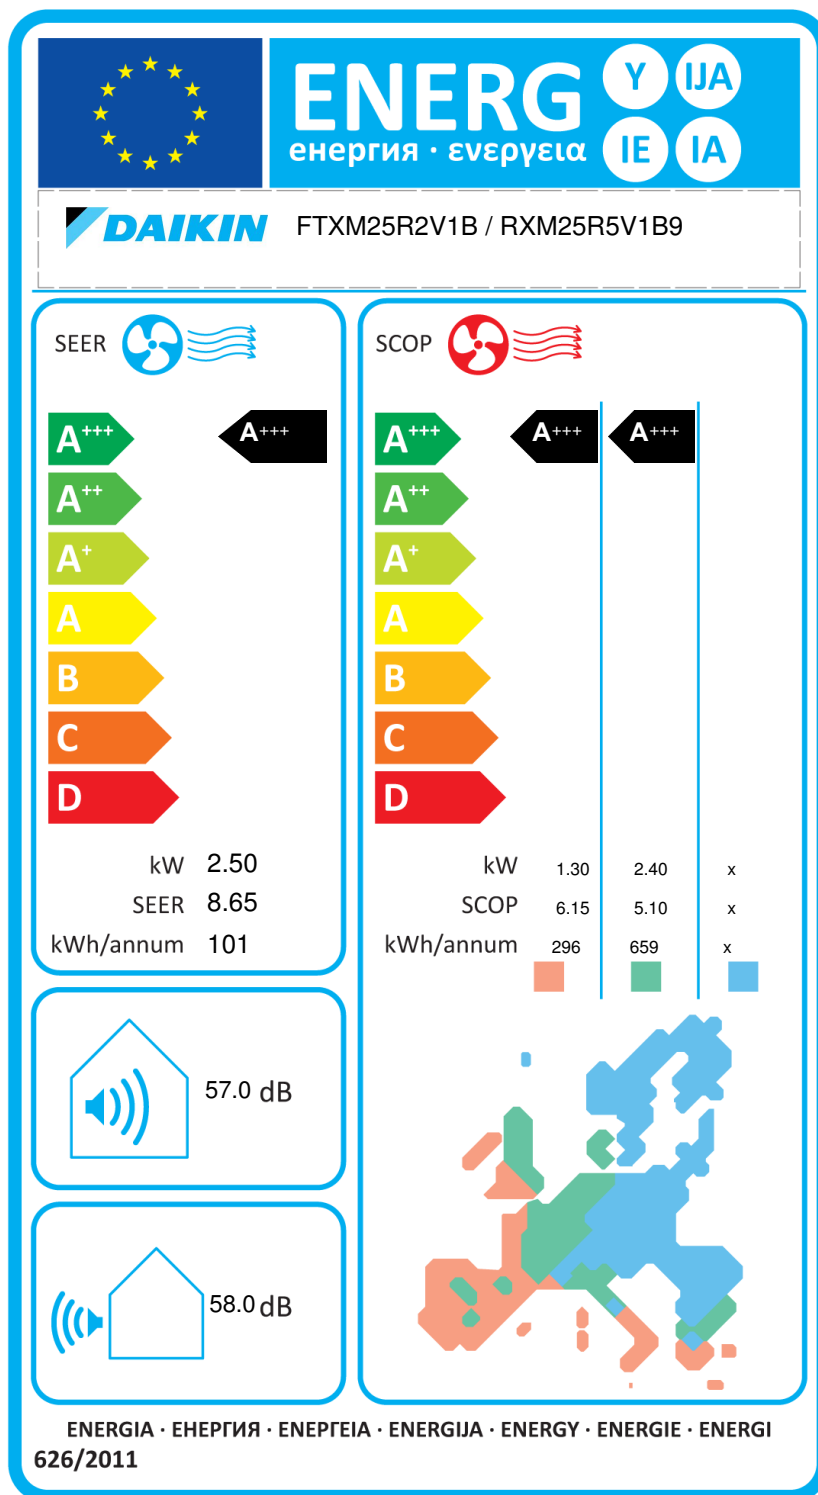 ENERG
енергия · ενεργεια
Y IJA
IE IA
DAIKIN FTXM25R2V1B / RXM25R5V1B9
SEER
A+++ A+++
A++
A+
A
B
C
D
kW 2.50
SEER 8.65
kWh/annum 101
SCOP
A+++ A+++ A+++
A++
A+
A
B
C
D
kW 1.30 2.40 x
SCOP 6.15 5.10 x
kWh/annum 296 659 x
57.0 dB
58.0 dB
ENERGIA · ЕНЕРГИЯ · ΕΝΕΡΓΕΙΑ · ENERGIJA · ENERGY · ENERGIE · ENERGI
626/2011